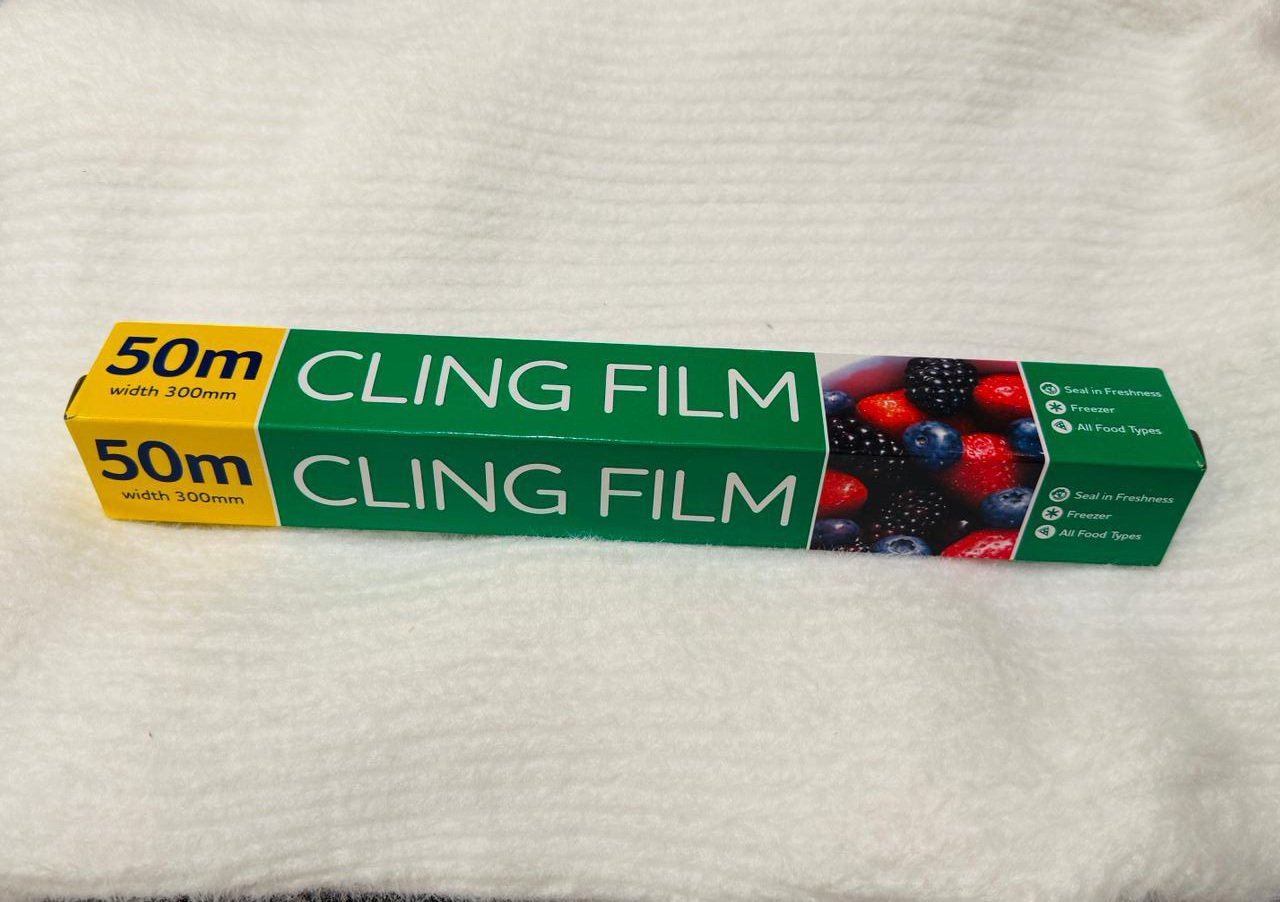 50m
width 300mm
CLING FILM
Seal in Freshness
Freezer
All Food Types
50m
width 300mm
CLING FILM
Seal in Freshness
Freezer
All Food Types